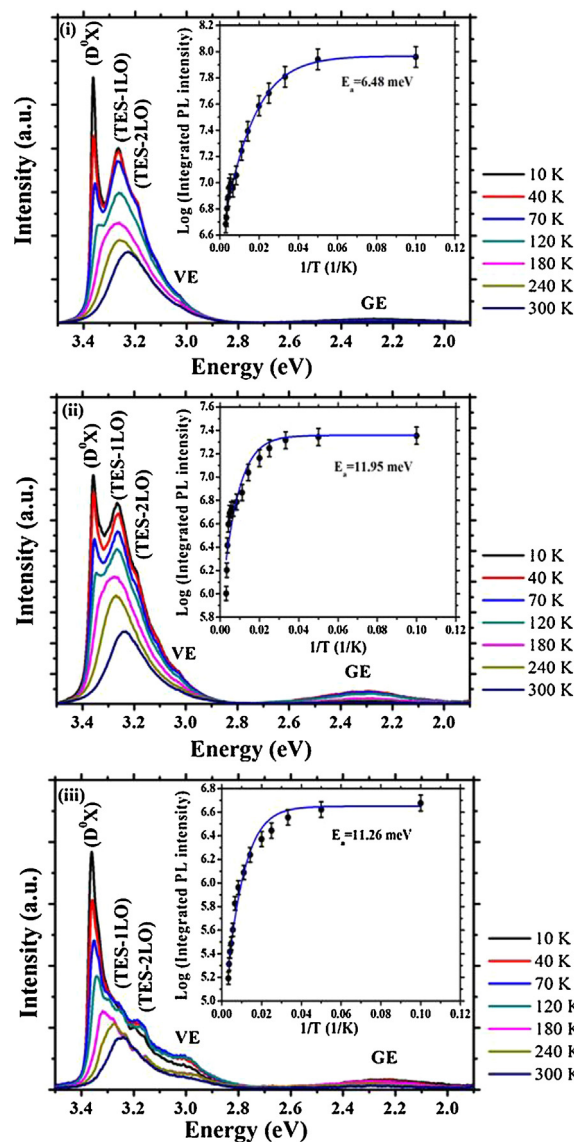 (i)
Intensity (a.u.)
(D⁰X)
(TES-1LO)
(TES-2LO)
VE
GE
3.4 3.2 3.0 2.8 2.6 2.4 2.2 2.0
Energy (eV)
Log (Integrated PL intensity)
8.2
8.0
7.8
7.6
7.4
7.2
7.0
6.8
6.6
Eₐ=6.48 meV
0.00 0.02 0.04 0.06 0.08 0.10 0.12
1/T (1/K)
10 K
40 K
70 K
120 K
180 K
240 K
300 K
(ii)
Intensity (a.u.)
(D⁰X)
(TES-1LO)
(TES-2LO)
VE
GE
3.4 3.2 3.0 2.8 2.6 2.4 2.2 2.0
Energy (eV)
Log (Integrated PL intensity)
7.6
7.4
7.2
7.0
6.8
6.6
6.4
6.2
6.0
5.8
Eₐ=11.95 meV
0.00 0.02 0.04 0.06 0.08 0.10 0.12
1/T (1/K)
10 K
40 K
70 K
120 K
180 K
240 K
300 K
(iii)
Intensity (a.u.)
(D⁰X)
(TES-1LO)
(TES-2LO)
VE
GE
3.4 3.2 3.0 2.8 2.6 2.4 2.2 2.0
Energy (eV)
Log (Integrated PL intensity)
6.8
6.6
6.4
6.2
6.0
5.8
5.6
5.4
5.2
5.0
Eₐ=11.26 meV
0.00 0.02 0.04 0.06 0.08 0.10 0.12
1/T (1/K)
10 K
40 K
70 K
120 K
180 K
240 K
300 K